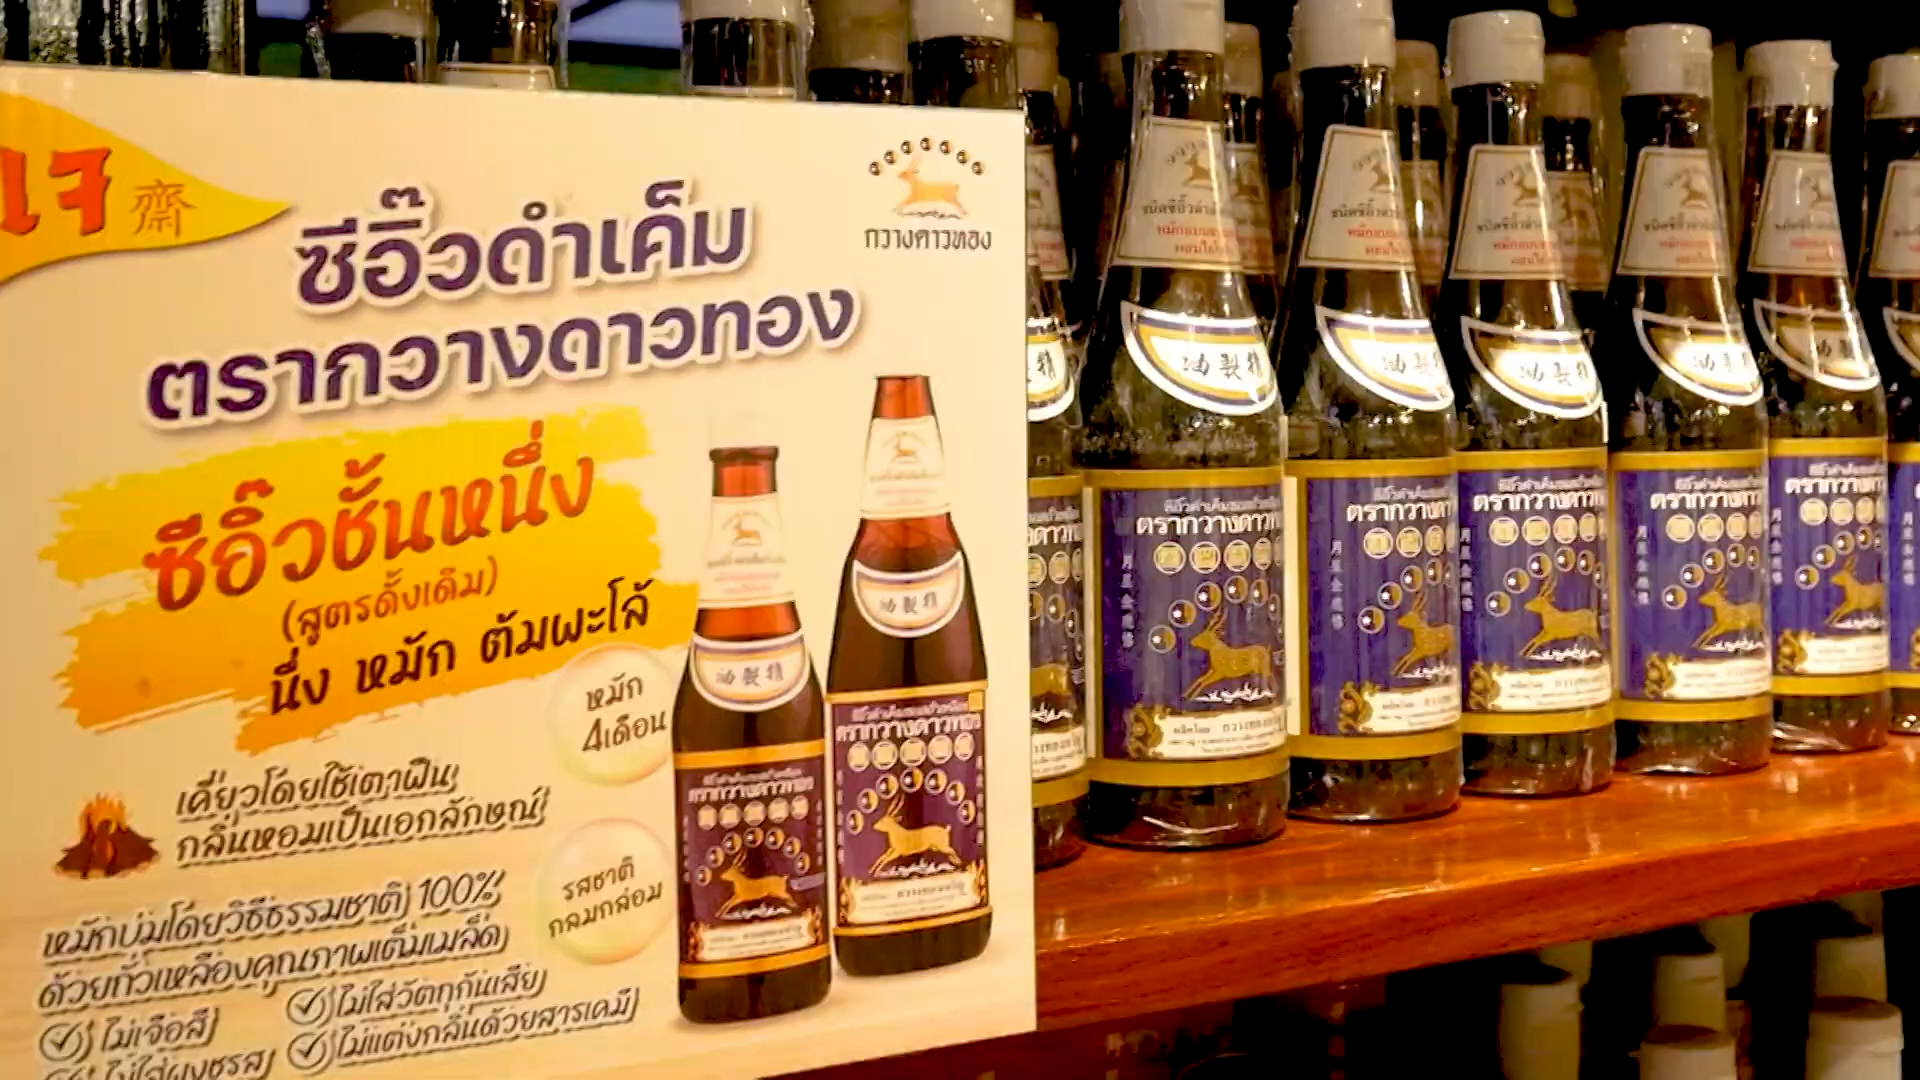 เจ 齋
กวางดาวทอง
ซีอิ๊วดำเค็ม
ตรากวางดาวทอง
ซีอิ๊วชั้นหนึ่ง
(สูตรดั้งเดิม)
นึ่ง หมัก ต้มพะโล้
หมัก
4เดือน
เคี่ยวโดยใช้เตาฟืน
กลิ่นหอมเป็นเอกลักษณ์
รสชาติ
กลมกล่อม
หมักบ่มโดยวิธีธรรมชาติ 100%
ด้วยถั่วเหลืองคุณภาพเต็มเมล็ด
ไม่เจือสี
ไม่ใส่วัตถุกันเสีย
ไม่ใส่ผงชูรส
ไม่แต่งกลิ่นด้วยสารเคมี
油製精
ตรากวางดาวทอง